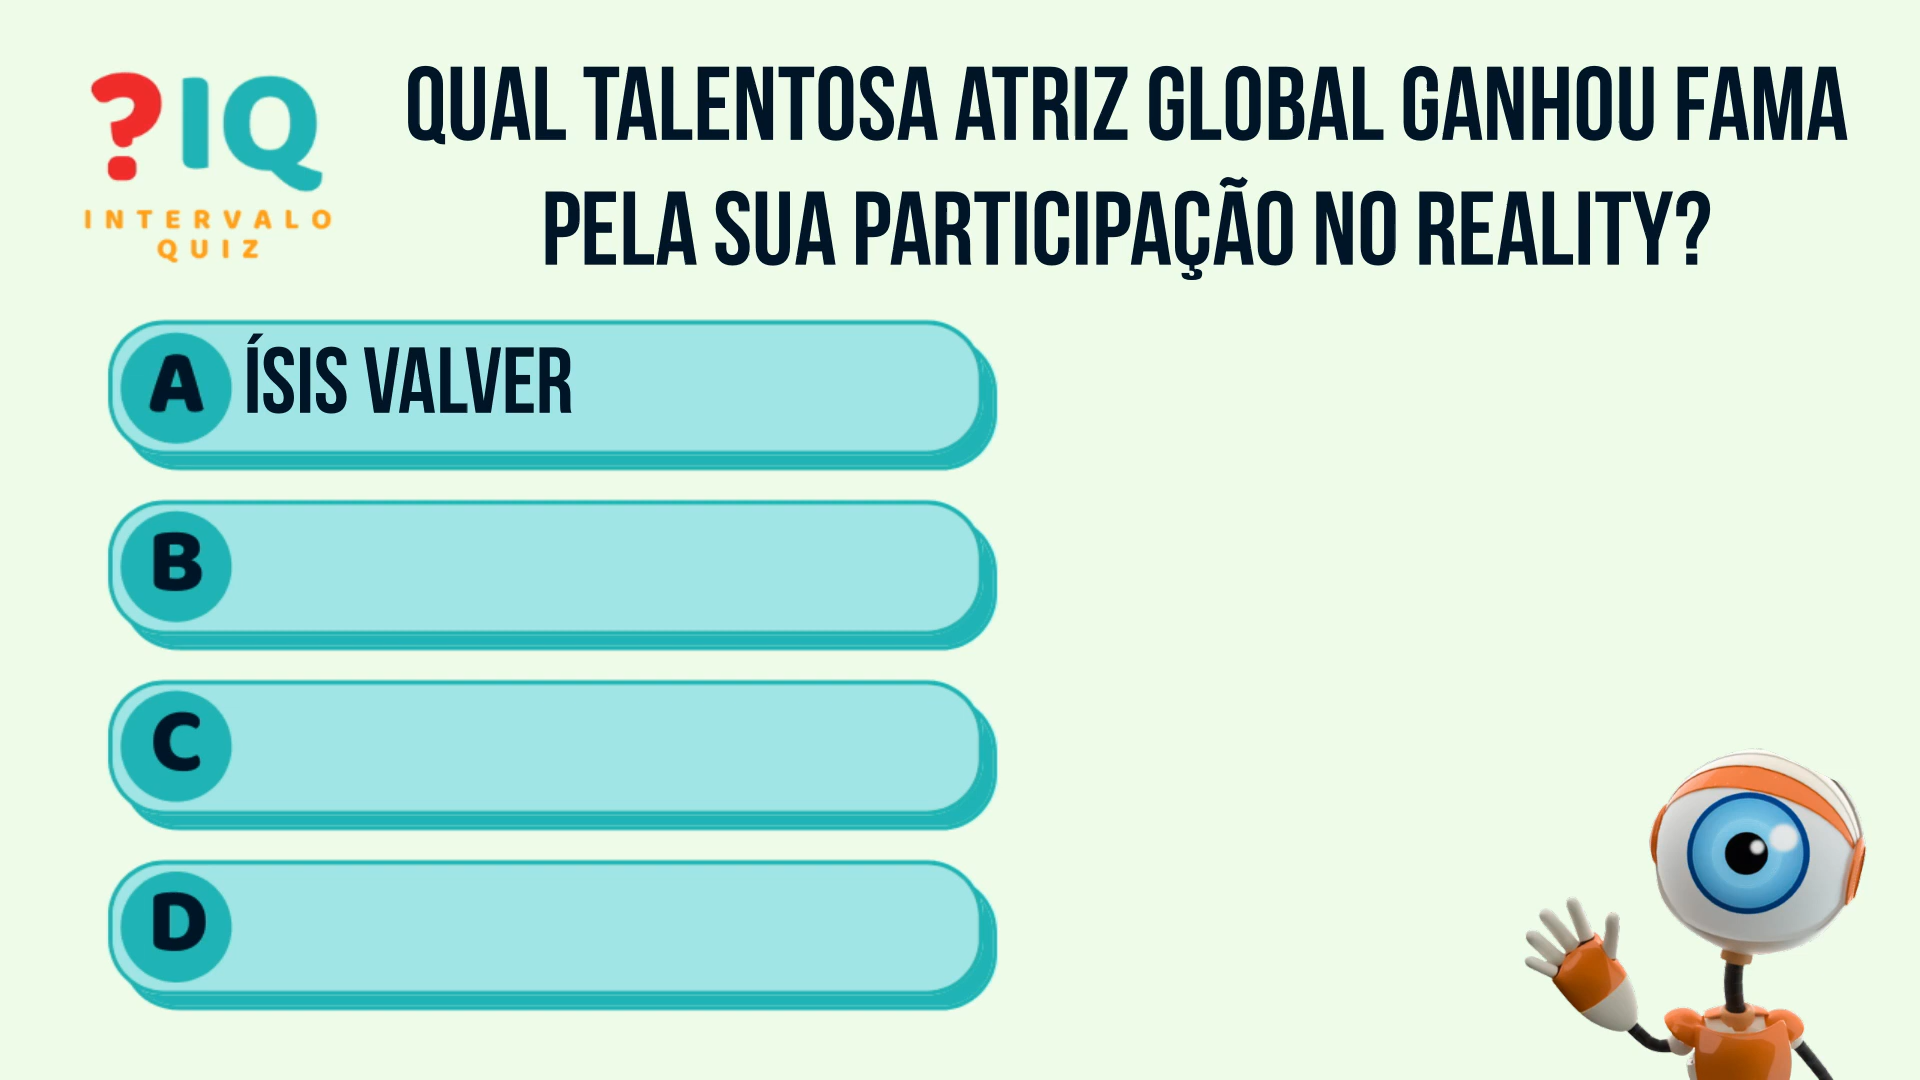 ?IQ
INTERVALO
QUIZ
QUAL TALENTOSA ATRIZ GLOBAL GANHOU FAMA
PELA SUA PARTICIPAÇÃO NO REALITY?
A ÍSIS VALVER
B
C
D